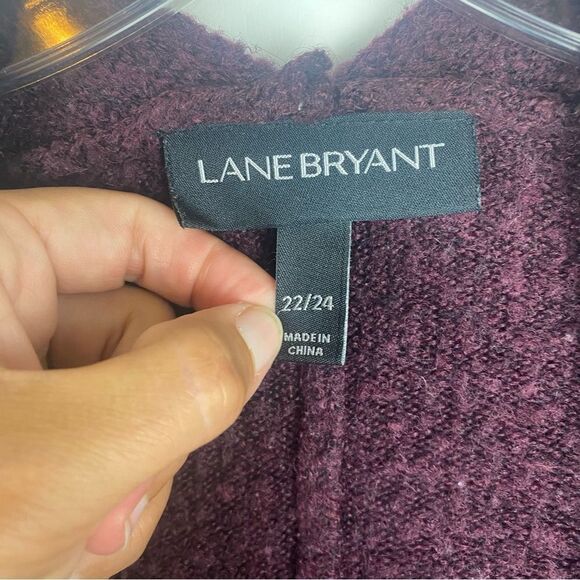 LANE BRYANT
22/24
MADE IN
CHINA